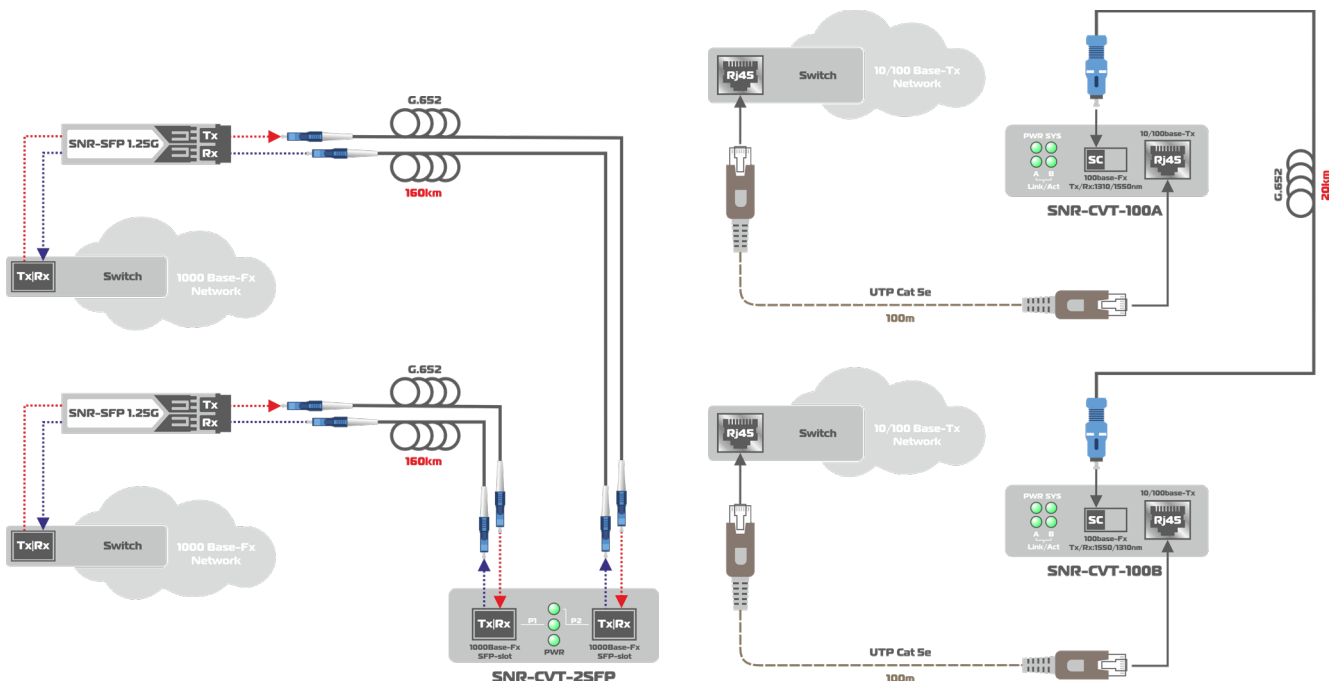 G.652
SNR-SFP 1.25G
Tx
Rx
160km
Tx|Rx
Switch
1000 Base-Fx
Network
G.652
SNR-SFP 1.25G
Tx
Rx
160km
Tx|Rx
Switch
1000 Base-Fx
Network
Tx|Rx
P1
P2
Tx|Rx
1000Base-Fx
SFP-slot
PWR
1000Base-Fx
SFP-slot
SNR-CVT-2SFP
Rj45
Switch
10/100 Base-Tx
Network
PWR SYS
A B
Link/Act
SC
100base-Fx
Tx/Rx:1310/1550nm
10/100base-Tx
Rj45
SNR-CVT-100A
G.652
20km
UTP Cat 5e
100m
Rj45
Switch
10/100 Base-Tx
Network
PWR SYS
A B
Link/Act
SC
100base-Fx
Tx/Rx:1550/1310nm
10/100base-Tx
Rj45
SNR-CVT-100B
UTP Cat 5e
100m